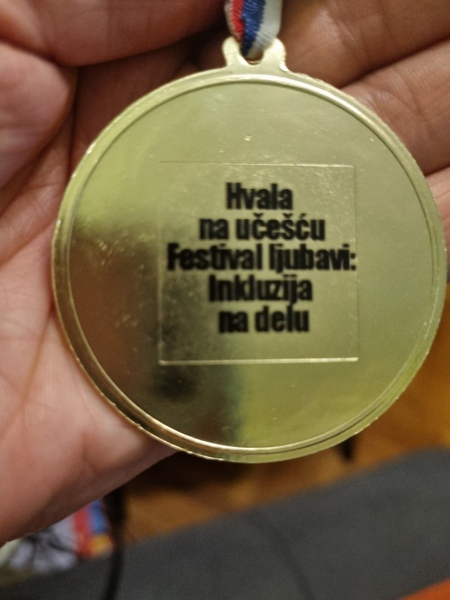 Hvala
na učešću
Festival ljubavi:
Inkluzija
na delu